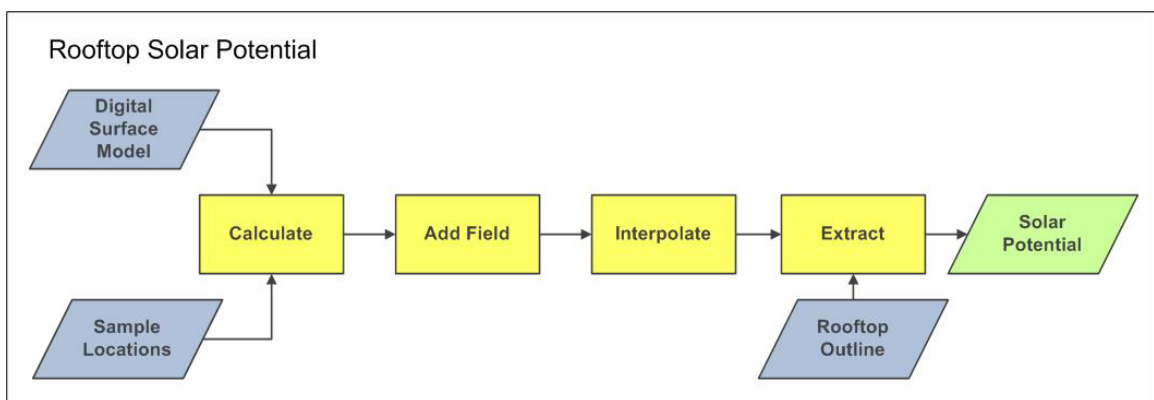 Rooftop Solar Potential
Digital
Surface
Model
Calculate
Add Field
Interpolate
Extract
Solar
Potential
Sample
Locations
Rooftop
Outline